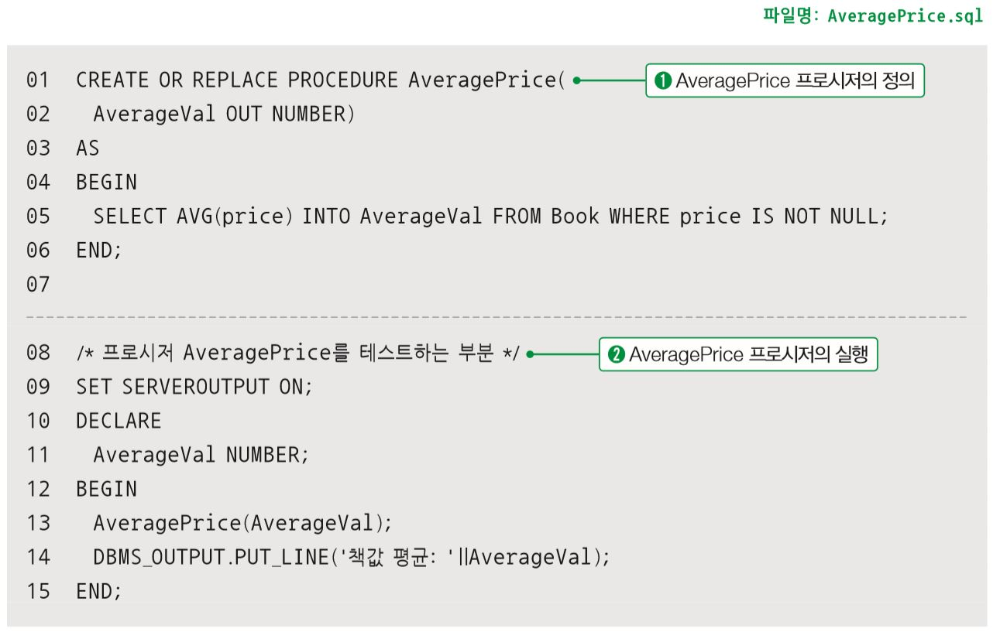 파일명: AveragePrice.sql
01 CREATE OR REPLACE PROCEDURE AveragePrice( ❶ AveragePrice 프로시저의 정의
02 AverageVal OUT NUMBER)
03 AS
04 BEGIN
05 SELECT AVG(price) INTO AverageVal FROM Book WHERE price IS NOT NULL;
06 END;
07
08 /* 프로시저 AveragePrice를 테스트하는 부분 */ ❷ AveragePrice 프로시저의 실행
09 SET SERVEROUTPUT ON;
10 DECLARE
11 AverageVal NUMBER;
12 BEGIN
13 AveragePrice(AverageVal);
14 DBMS_OUTPUT.PUT_LINE('책값 평균: '||AverageVal);
15 END;